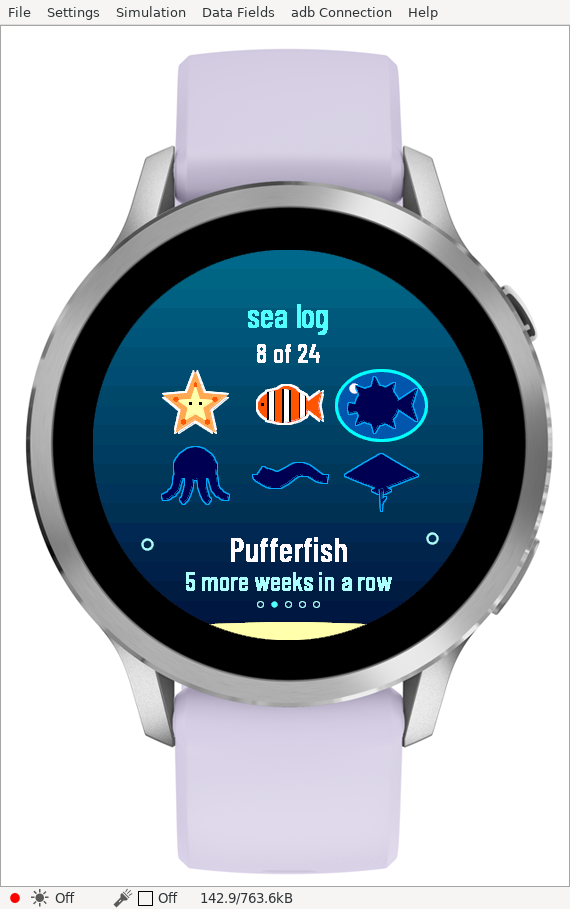 File Settings Simulation Data Fields adb Connection Help
sea log
8 of 24
Pufferfish
5 more weeks in a row
Off Off 142.9/763.6kB